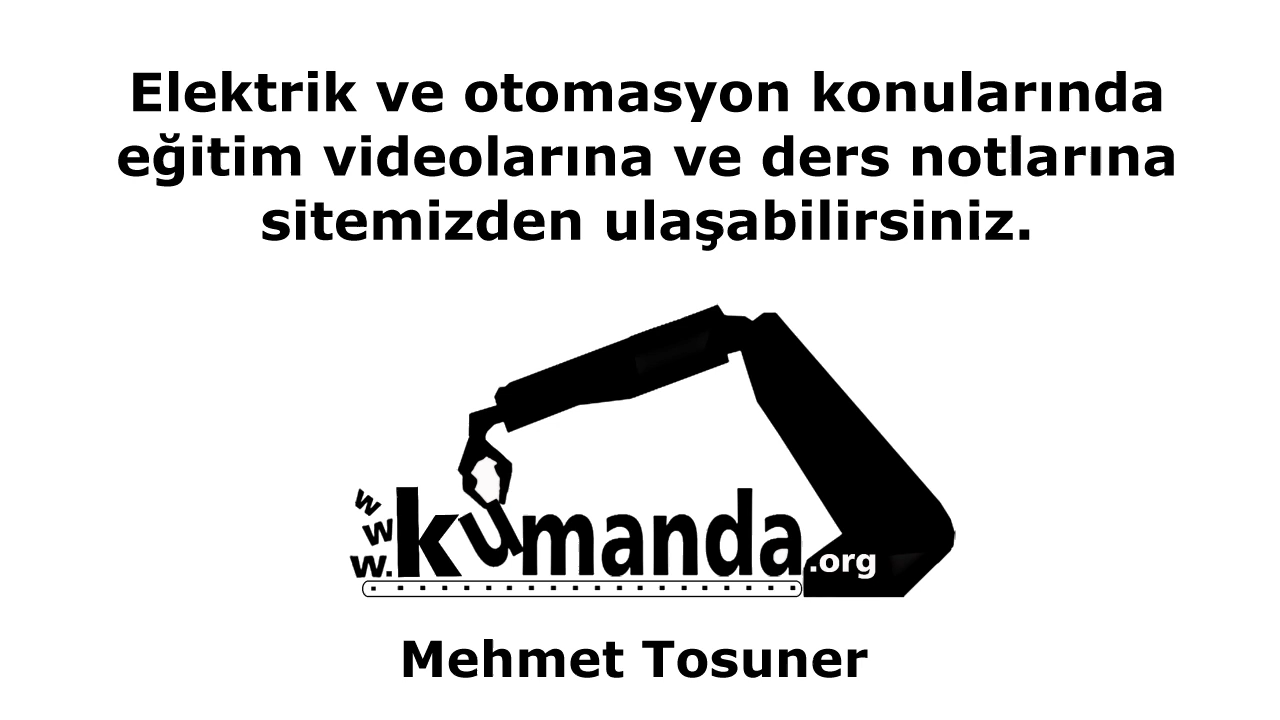 Elektrik ve otomasyon konularında
eğitim videolarına ve ders notlarına
sitemizden ulaşabilirsiniz.
www.kumanda.org
Mehmet Tosuner